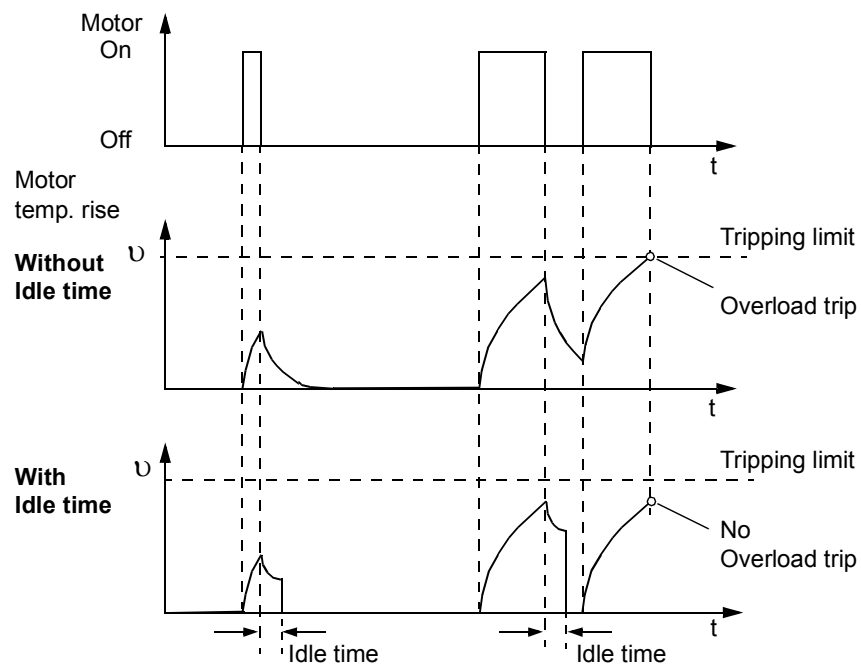 Motor
On
Off
t
Motor
temp. rise
υ
Tripping limit
Without
Idle time
Overload trip
t
υ
Tripping limit
With
Idle time
No
Overload trip
t
Idle time
Idle time